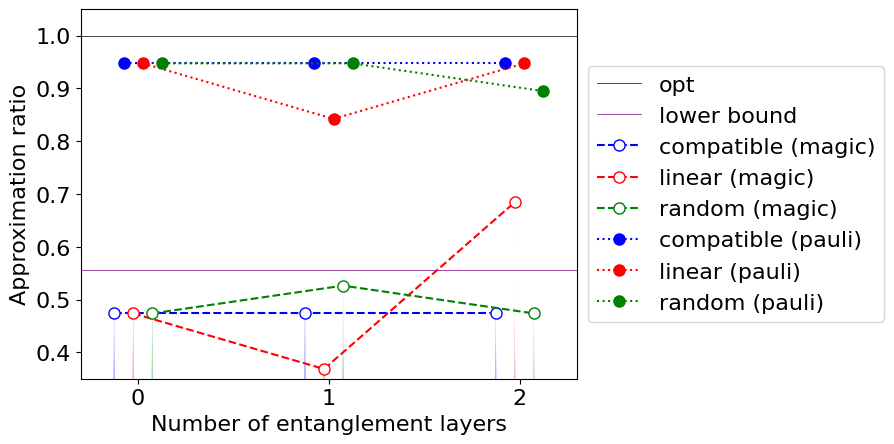 1.0
0.9
0.8
0.7
0.6
0.5
0.4
Approximation ratio
0
1
2
Number of entanglement layers
opt
lower bound
compatible (magic)
linear (magic)
random (magic)
compatible (pauli)
linear (pauli)
random (pauli)